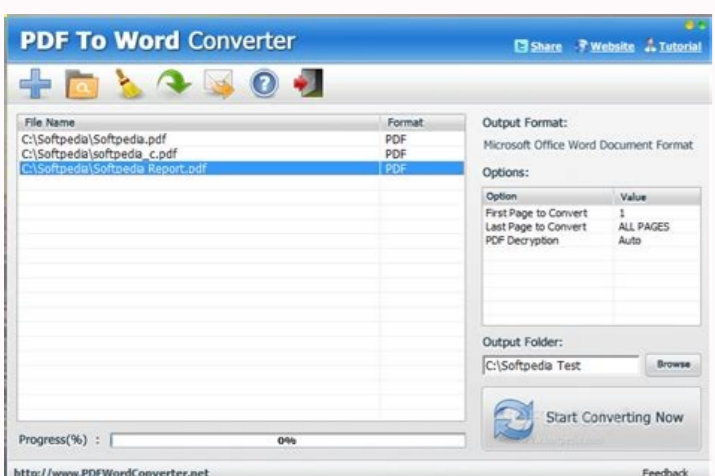 PDF To Word Converter
Share Website Tutorial
File Name Format
C:\Softpedia\Softpedia.pdf PDF
C:\Softpedia\softpedia_c.pdf PDF
C:\Softpedia\Softpedia Report.pdf PDF
Output Format:
Microsoft Office Word Document Format
Options:
Option Value
First Page to Convert 1
Last Page to Convert ALL PAGES
PDF Decryption Auto
Output Folder:
C:\Softpedia Test Browse
Start Converting Now
Progress(%) : 0%
http://www.PDFWordConverter.net Feedback